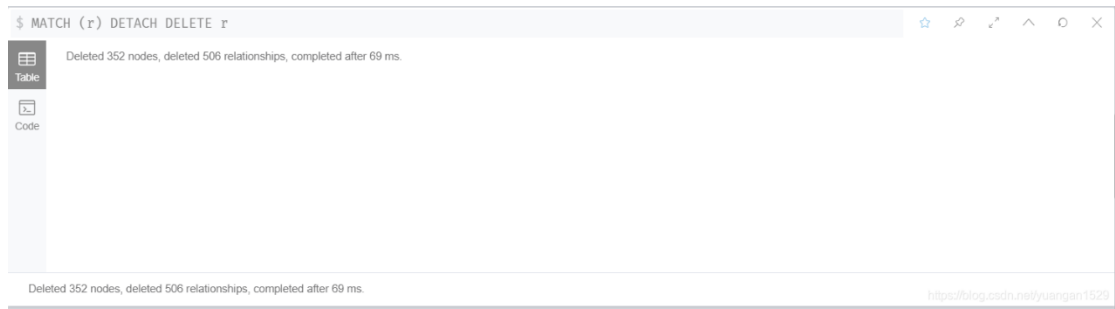 $ MATCH (r) DETACH DELETE r
Deleted 352 nodes, deleted 506 relationships, completed after 69 ms.
Table
Code
Deleted 352 nodes, deleted 506 relationships, completed after 69 ms.
https://blog.csdn.net/yuangan1529